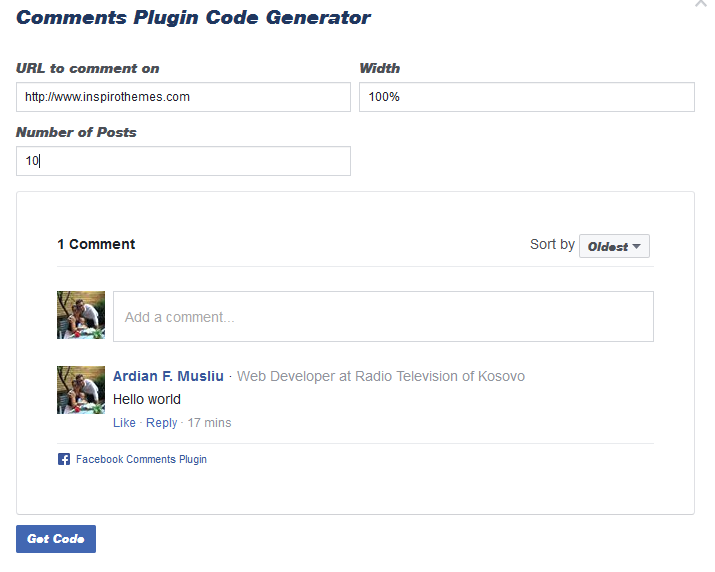 Comments Plugin Code Generator
URL to comment on
Width
http://www.inspirothemes.com
100%
Number of Posts
10
1 Comment
Sort by Oldest
Add a comment...
Ardian F. Musliu · Web Developer at Radio Television of Kosovo
Hello world
Like · Reply · 17 mins
Facebook Comments Plugin
Get Code